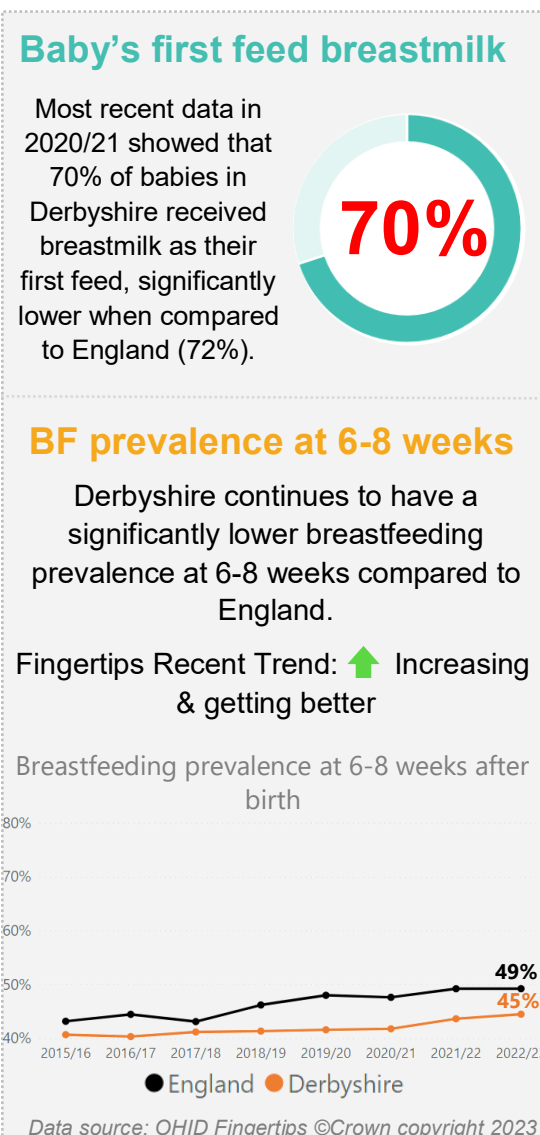 Baby’s first feed breastmilk
Most recent data in
2020/21 showed that
70% of babies in
Derbyshire received
breastmilk as their
first feed, significantly
lower when compared
to England (72%).
70%
BF prevalence at 6-8 weeks
Derbyshire continues to have a
significantly lower breastfeeding
prevalence at 6-8 weeks compared to
England.
Fingertips Recent Trend: Increasing
& getting better
Breastfeeding prevalence at 6-8 weeks after
birth
80%
70%
60%
50%
40%
49%
45%
2015/16 2016/17 2017/18 2018/19 2019/20 2020/21 2021/22 2022/2
England Derbyshire
Data source: OHID Fingertips ©Crown copyright 2023